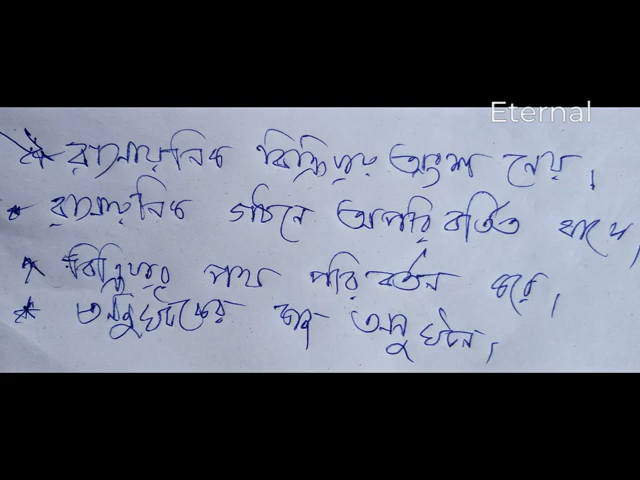 Eternal
* রাসায়নিক বিক্রিয়ায় অংশ নেয়।
* রাসায়নিক গঠনে অপরিবর্তিত থাকে,
* বিক্রিয়ার পথ পরিবর্তন করে।
* অনুঘটকের অনুঘটন,